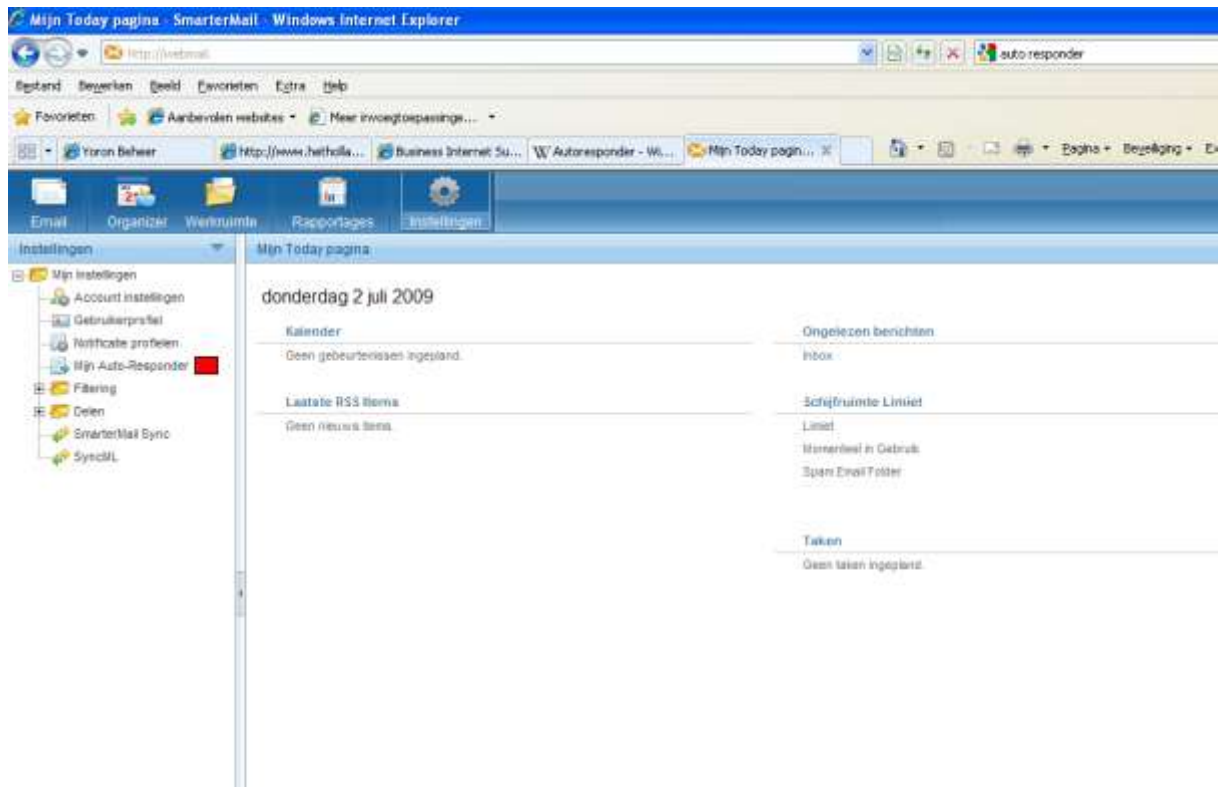 Mijn Today pagina - SmarterMail - Windows Internet Explorer
http://webmail.
auto responder
Bestand Bewerken Beeld Favorieten Extra Help
Favorieten Aanbevolen websites Meer invoegtoepassinge...
Yoron Beheer http://www.hetholla... Business Internet Su... Autoresponder - Wi... Mijn Today pagin... Pagina Beveiliging
Email Organizer Werkruimte Rapportages Instellingen
Instellingen
Mijn Today pagina
Mijn Instellingen
Account instellingen
Gebruikerprofiel
Notificatie profielen
Mijn Auto-Responder
Filtering
Delen
SmarterMail Sync
SyncML
donderdag 2 juli 2009
Kalender
Geen gebeurtenissen ingepland.
Laatste RSS Items
Geen nieuws items.
Ongelezen berichten
Inbox
Schijfruimte Limiet
Limiet
Momenteel in Gebruik
Spam Email Folder
Taken
Geen taken ingepland.